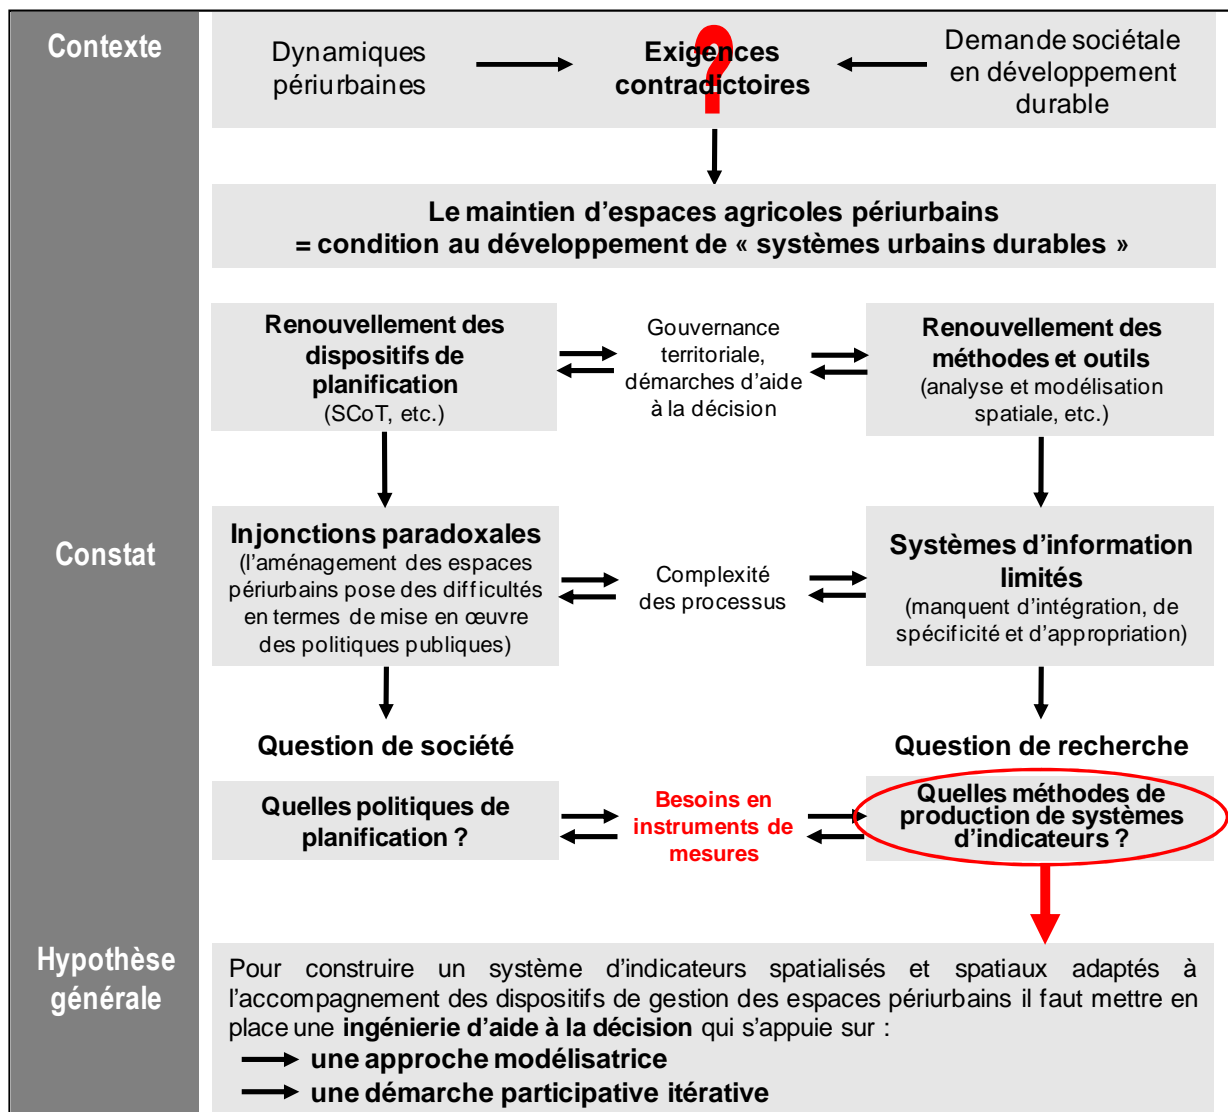 Contexte
Dynamiques
périurbaines
?
Exigences
contradictoires
Demande sociétale
en développement
durable
Le maintien d'espaces agricoles périurbains
= condition au développement de « systèmes urbains durables »
Renouvellement des
dispositifs de
planification
(SCoT, etc.)
Gouvernance
territoriale,
démarches d'aide
à la décision
Renouvellement des
méthodes et outils
(analyse et modélisation
spatiale, etc.)
Constat
Injonctions paradoxales
(l'aménagement des espaces
périurbains pose des difficultés
en termes de mise en œuvre
des politiques publiques)
Complexité
des processus
Systèmes d'information
limités
(manquent d'intégration, de
spécificité et d'appropriation)
Question de société
Question de recherche
Quelles politiques de
planification ?
Besoins en
instruments de
mesures
Quelles méthodes de
production de systèmes
d'indicateurs ?
Hypothèse
générale
Pour construire un système d'indicateurs spatialisés et spatiaux adaptés à
l'accompagnement des dispositifs de gestion des espaces périurbains il faut mettre en
place une ingénierie d'aide à la décision qui s'appuie sur :
une approche modélisatrice
une démarche participative itérative